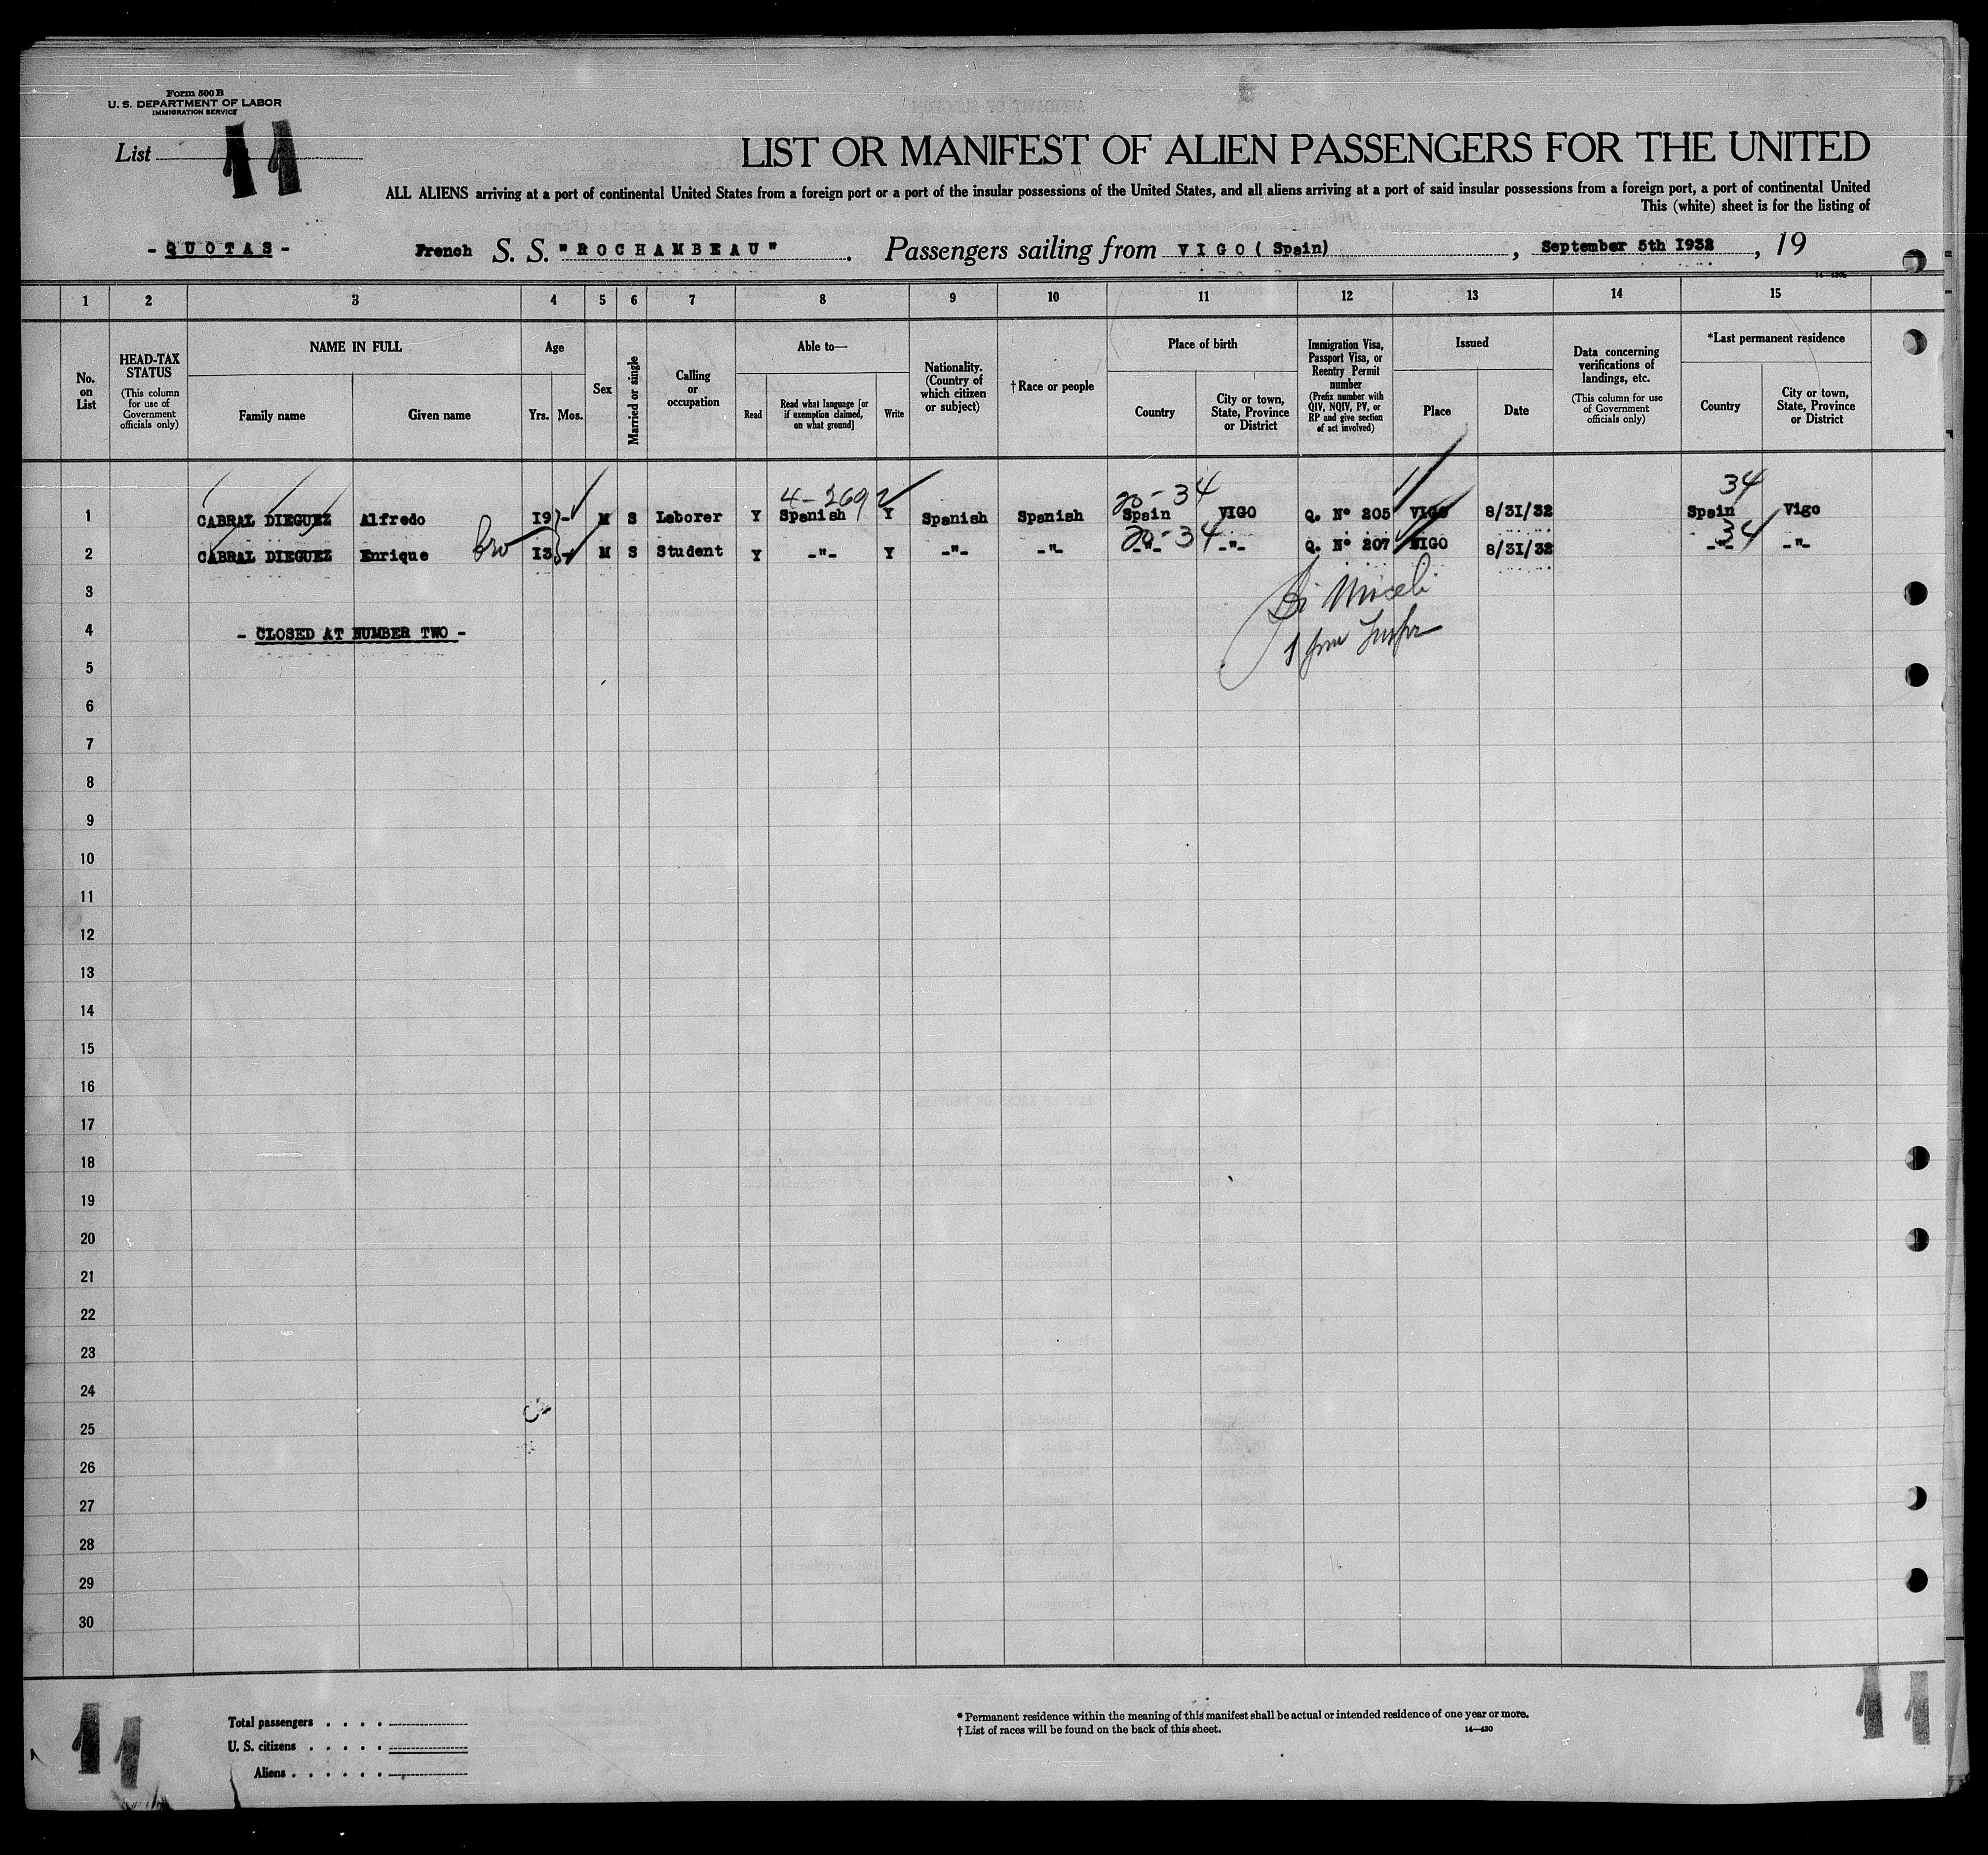 Form 500 B
U. S. DEPARTMENT OF LABOR
IMMIGRATION SERVICE
List 11
LIST OR MANIFEST OF ALIEN PASSENGERS FOR THE UNITED
ALL ALIENS arriving at a port of continental United States from a foreign port or a port of the insular possessions of the United States, and all aliens arriving at a port of said insular possessions from a foreign port, a port of continental United
This (white) sheet is for the listing of
- QUOTAS - French S. S. "ROCHAMBEAU". Passengers sailing from VIGO (Spain), September 5th 1932, 19
1 2 3 4 5 6 7 8 9 10 11 12 13 14 15
No. on List
HEAD-TAX STATUS
(This column for use of Government officials only)
NAME IN FULL
Family name Given name
Age
Yrs. Mos.
Sex
Married or single
Calling or occupation
Able to—
Read
Read what language [or if exemption claimed, on what ground]
Write
Nationality. (Country of which citizen or subject)
† Race or people
Place of birth
Country
City or town, State, Province or District
Immigration Visa, Passport Visa, or Reentry Permit number
(Prefix number with QIV, NQIV, PV, or RP and give section of act involved)
Issued
Place Date
Data concerning verifications of landings, etc.
(This column for use of Government officials only)
*Last permanent residence
Country
City or town, State, Province or District
4-269 20-34 34
1 CABRAL DIEGUEZ Alfredo 19 - M S Laborer Y Spanish Y Spanish Spanish Spain VIGO Q. Nº 205 VIGO 8/31/32 Spain Vigo
bro 20-34 34
2 CABRAL DIEGUEZ Enrique 13 - M S Student Y -"- Y -"- -"- -"- -"- Q. Nº 207 VIGO 8/31/32 -"- -"-
3
4 - CLOSED AT NUMBER TWO -
5
6
7
8
9
10
11
12
13
14
15
16
17
18
19
20
21
22
23
24
25
26
27
28
29
30
11 11
Total passengers . . . .
U. S. citizens . . . . .
Aliens . . . . . .
* Permanent residence within the meaning of this manifest shall be actual or intended residence of one year or more.
† List of races will be found on the back of this sheet. 14—430